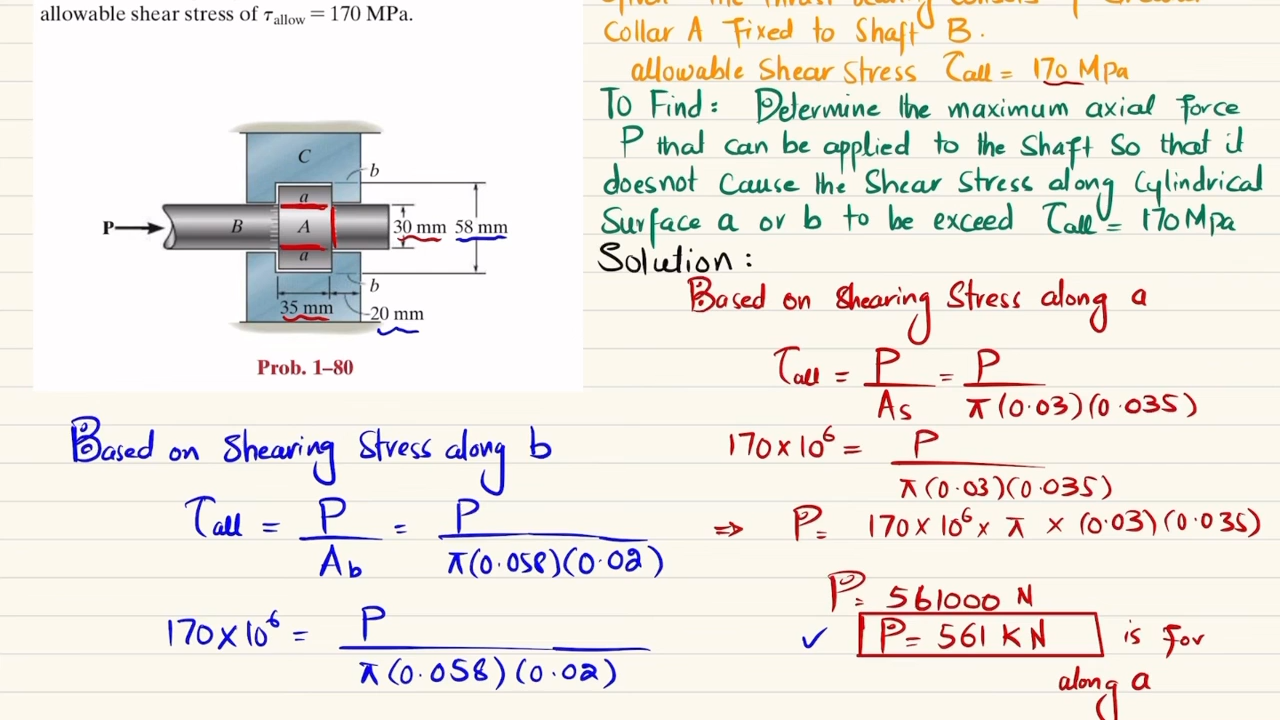 allowable shear stress of τallow = 170 MPa.
C
b
a
P
B
A
30 mm 58 mm
a
b
35 mm
20 mm
Prob. 1–80
Collar A Fixed to Shaft B.
allowable Shear Stress τall = 170 MPa
To Find: Determine the maximum axial force
P that can be applied to the Shaft So that it
doesnot Cause the Shear Stress along Cylindrical
Surface a or b to be exceed τall = 170 MPa
Solution:
Based on Shearing Stress along a
τall = P / As = P / π(0.03)(0.035)
170×10⁶ = P / π(0.03)(0.035)
⇒ P= 170×10⁶ × π × (0.03)(0.035)
P= 561000 N
✓ P= 561 KN is for
along a
Based on Shearing Stress along b
τall = P / Ab = P / π(0.058)(0.02)
170×10⁶ = P / π(0.058)(0.02)